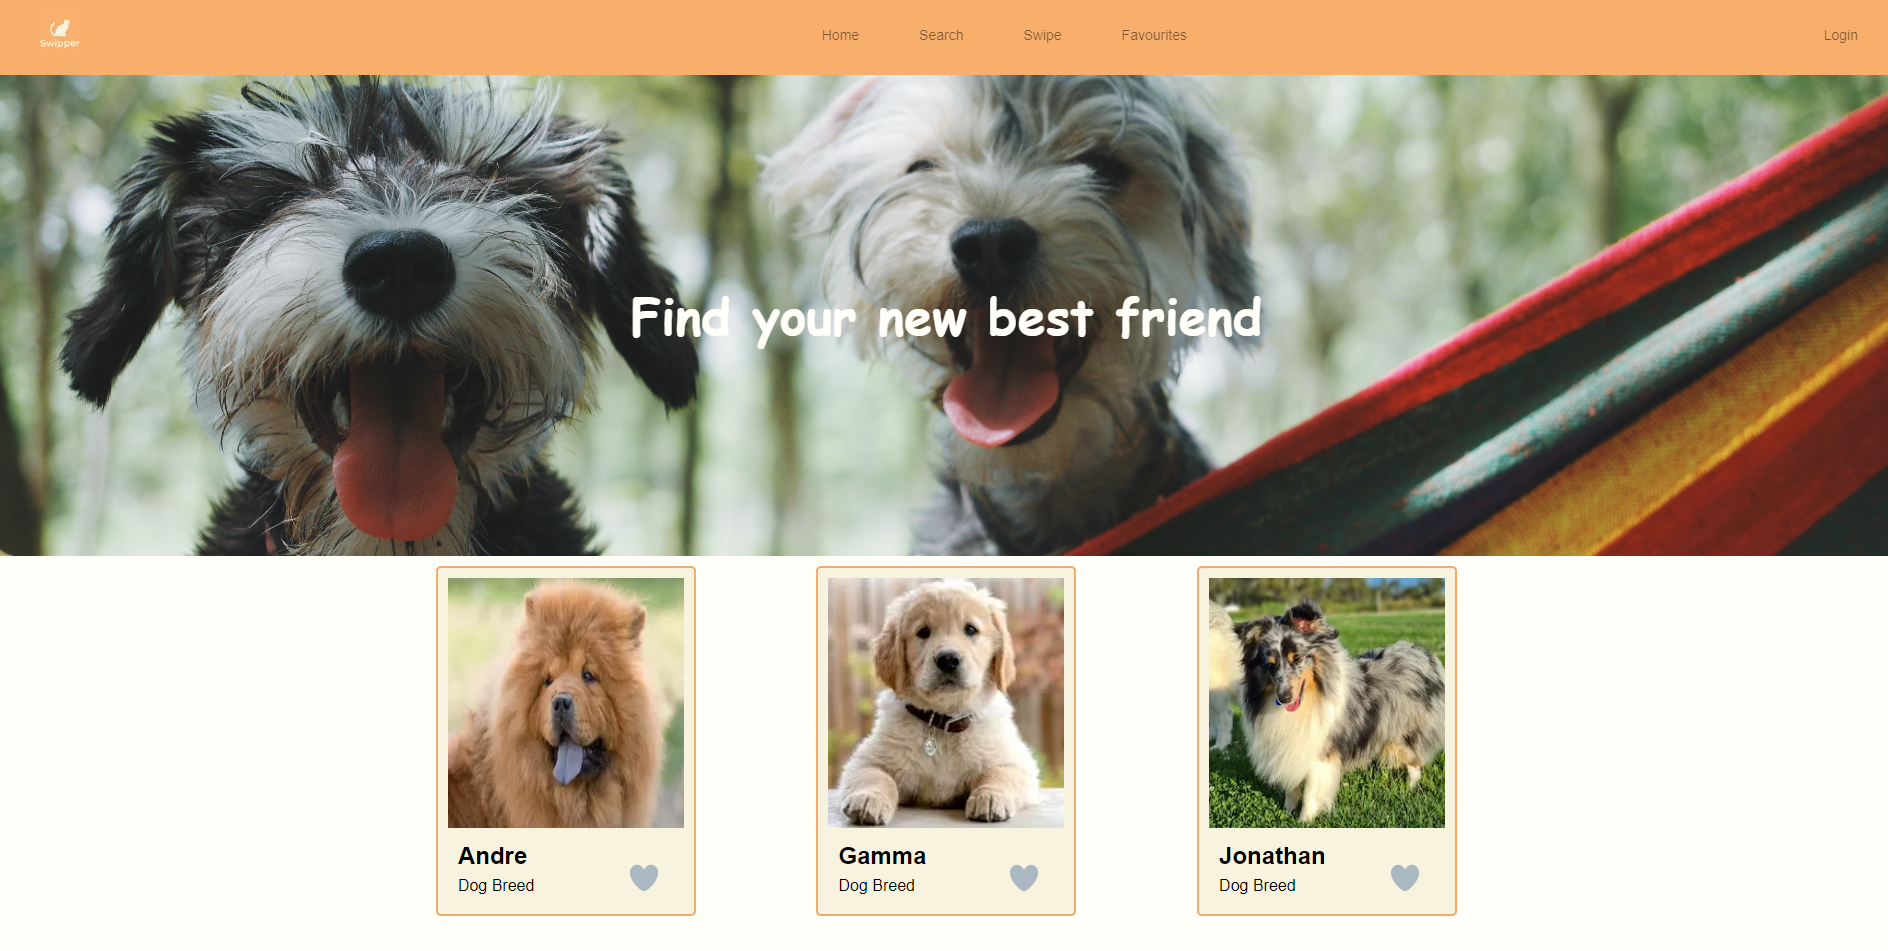 Swipper
Home
Search
Swipe
Favourites
Login
Find your new best friend
Andre
Dog Breed
Gamma
Dog Breed
Jonathan
Dog Breed